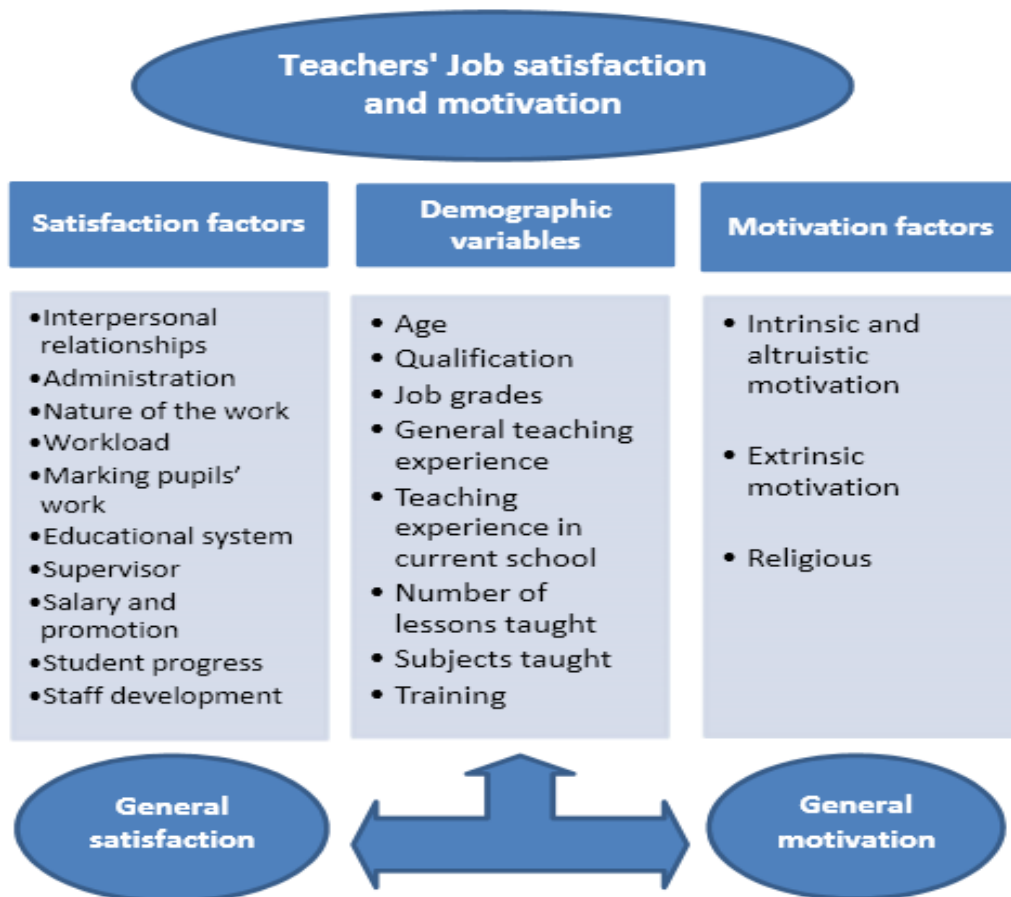 Teachers' Job satisfaction
and motivation
Satisfaction factors
•Interpersonal
relationships
•Administration
•Nature of the work
•Workload
•Marking pupils’
work
•Educational system
•Supervisor
•Salary and
promotion
•Student progress
•Staff development
Demographic
variables
• Age
• Qualification
• Job grades
• General teaching
experience
• Teaching
experience in
current school
• Number of
lessons taught
• Subjects taught
• Training
Motivation factors
• Intrinsic and
altruistic
motivation
• Extrinsic
motivation
• Religious
General
satisfaction
General
motivation